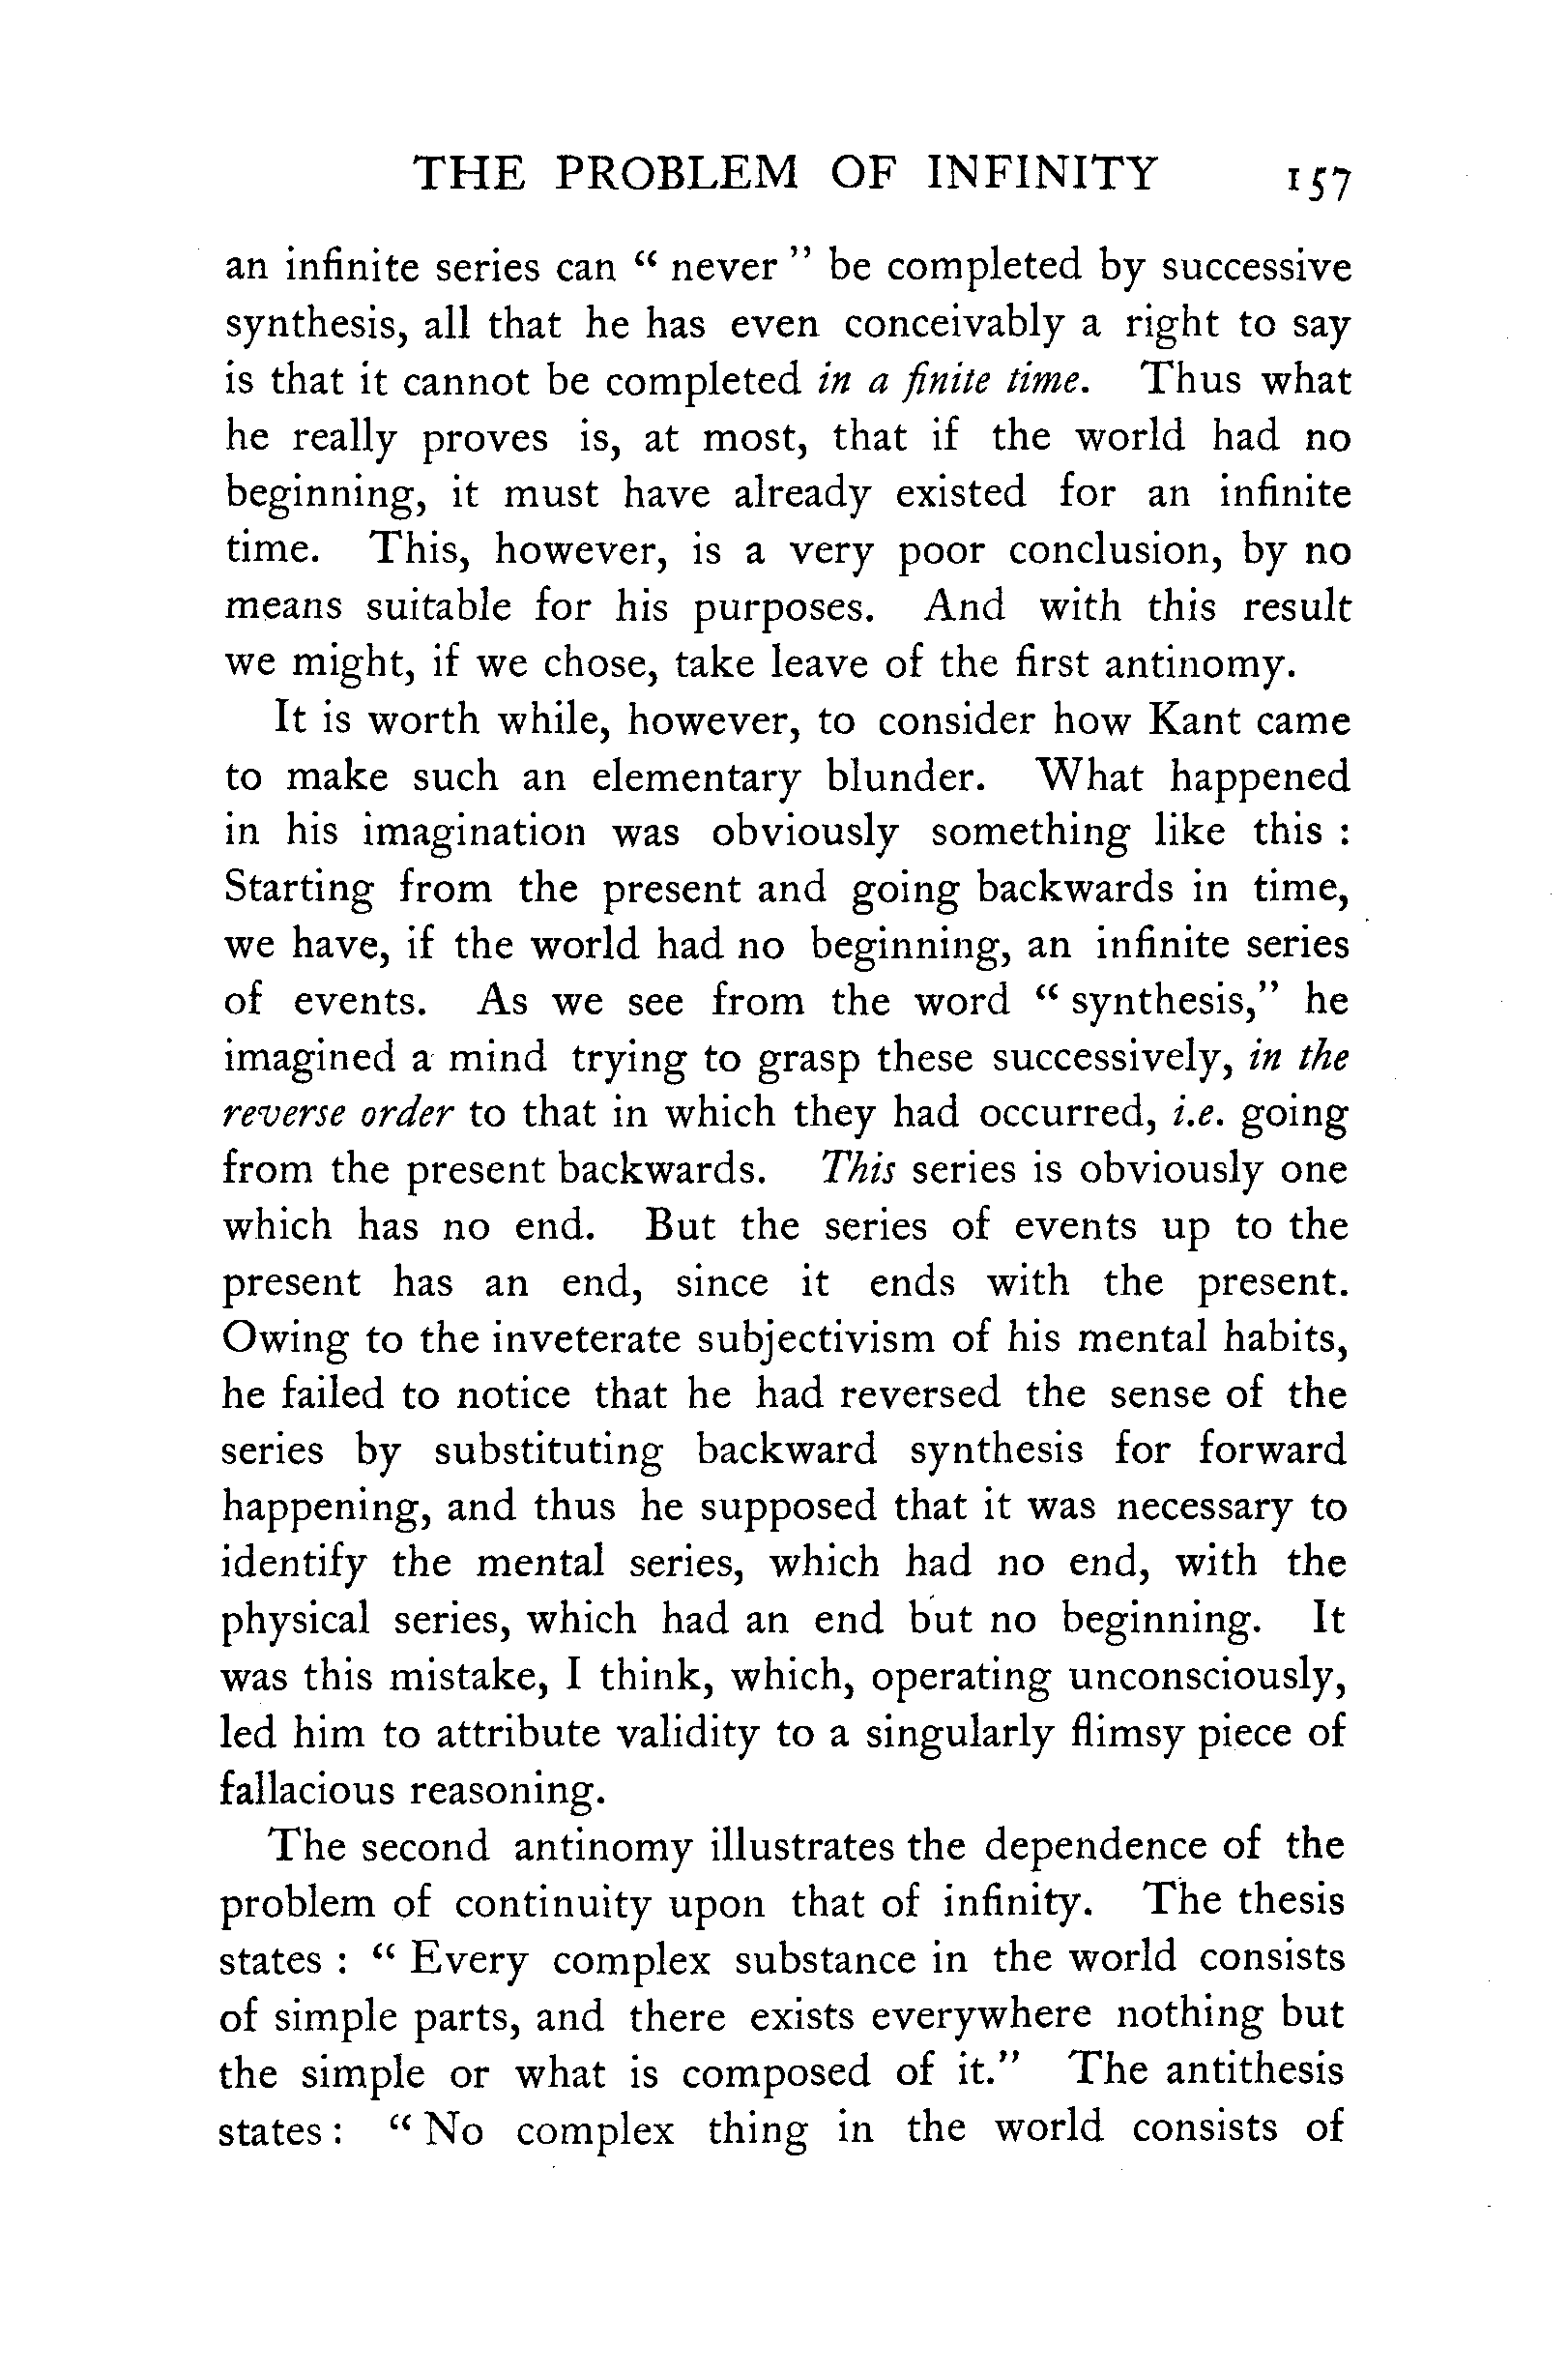 THE PROBLEM OF INFINITY 157
an infinite series can “ never ” be completed by successive
synthesis, all that he has even conceivably a right to say
is that it cannot be completed in a finite time. Thus what
he really proves is, at most, that if the world had no
beginning, it must have already existed for an infinite
time. This, however, is a very poor conclusion, by no
means suitable for his purposes. And with this result
we might, if we chose, take leave of the first antinomy.
It is worth while, however, to consider how Kant came
to make such an elementary blunder. What happened
in his imagination was obviously something like this :
Starting from the present and going backwards in time,
we have, if the world had no beginning, an infinite series
of events. As we see from the word “ synthesis,” he
imagined a mind trying to grasp these successively, in the
reverse order to that in which they had occurred, i.e. going
from the present backwards. This series is obviously one
which has no end. But the series of events up to the
present has an end, since it ends with the present.
Owing to the inveterate subjectivism of his mental habits,
he failed to notice that he had reversed the sense of the
series by substituting backward synthesis for forward
happening, and thus he supposed that it was necessary to
identify the mental series, which had no end, with the
physical series, which had an end but no beginning. It
was this mistake, I think, which, operating unconsciously,
led him to attribute validity to a singularly flimsy piece of
fallacious reasoning.
The second antinomy illustrates the dependence of the
problem of continuity upon that of infinity. The thesis
states : “ Every complex substance in the world consists
of simple parts, and there exists everywhere nothing but
the simple or what is composed of it.” The antithesis
states : “ No complex thing in the world consists of